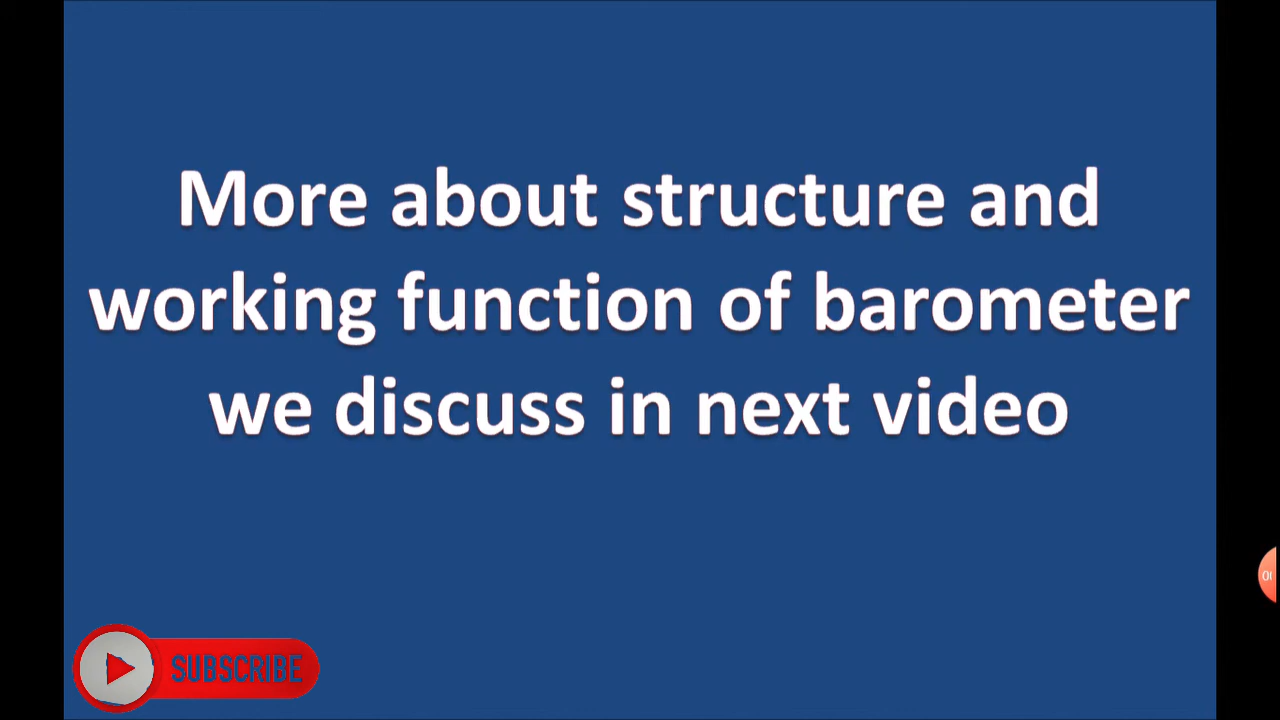 More about structure and
working function of barometer
we discuss in next video
SUBSCRIBE